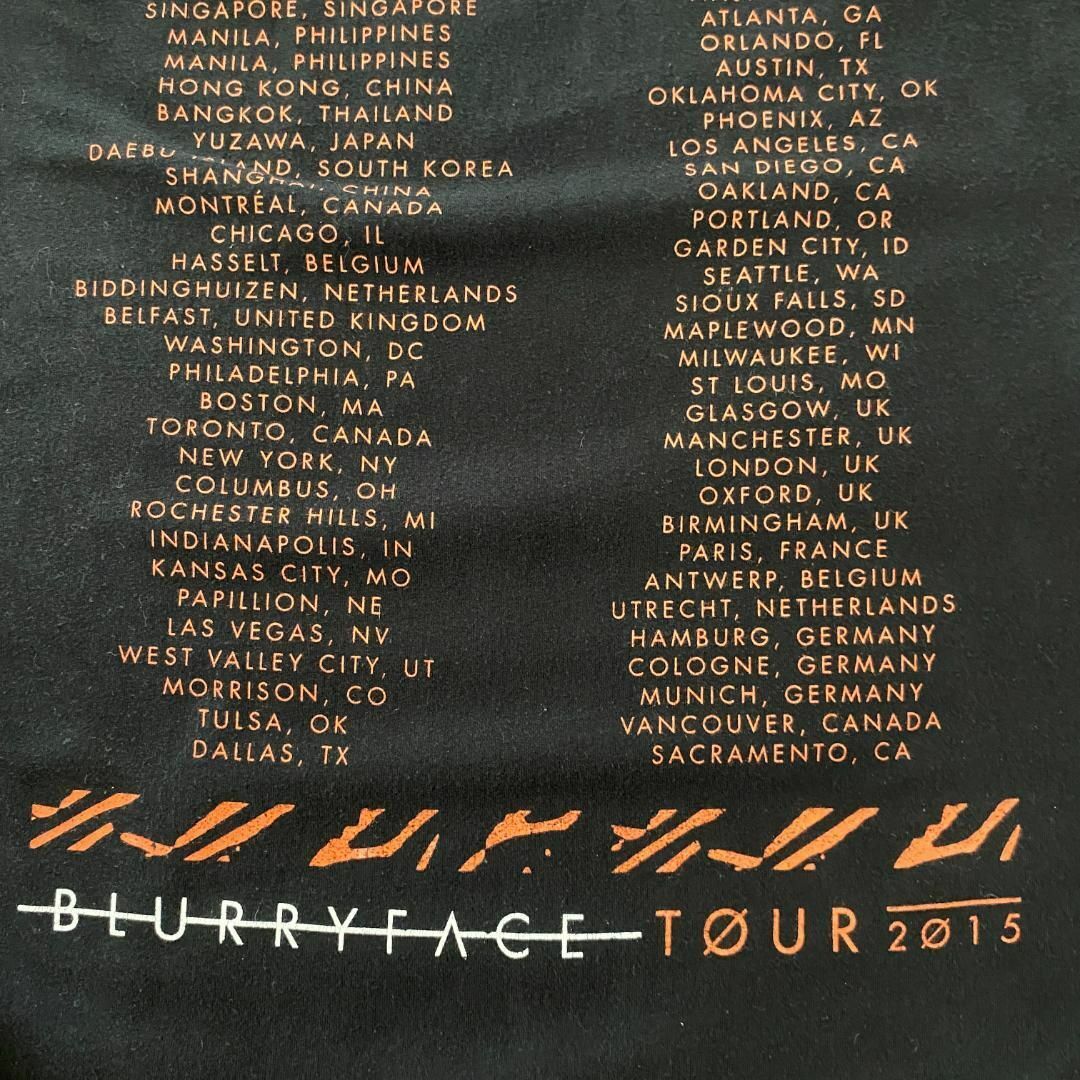 SINGAPORE, SINGAPORE
MANILA, PHILIPPINES
MANILA, PHILIPPINES
HONG KONG, CHINA
BANGKOK, THAILAND
YUZAWA, JAPAN
SOUTH KOREA
CHINA
MONTRÉAL, CANADA
CHICAGO, IL
HASSELT, BELGIUM
BIDDINGHUIZEN, NETHERLANDS
BELFAST, UNITED KINGDOM
WASHINGTON, DC
PHILADELPHIA, PA
BOSTON, MA
TORONTO, CANADA
NEW YORK, NY
COLUMBUS, OH
ROCHESTER HILLS, MI
INDIANAPOLIS, IN
KANSAS CITY, MO
PAPILLION, NE
LAS VEGAS, NV
WEST VALLEY CITY, UT
MORRISON, CO
TULSA, OK
DALLAS, TX
ATLANTA, GA
ORLANDO, FL
AUSTIN, TX
OKLAHOMA CITY, OK
PHOENIX, AZ
LOS ANGELES, CA
SAN DIEGO, CA
OAKLAND, CA
PORTLAND, OR
GARDEN CITY, ID
SEATTLE, WA
SIOUX FALLS, SD
MAPLEWOOD, MN
MILWAUKEE, WI
ST LOUIS, MO
GLASGOW, UK
MANCHESTER, UK
LONDON, UK
OXFORD, UK
BIRMINGHAM, UK
PARIS, FRANCE
ANTWERP, BELGIUM
UTRECHT, NETHERLANDS
HAMBURG, GERMANY
COLOGNE, GERMANY
MUNICH, GERMANY
VANCOUVER, CANADA
SACRAMENTO, CA
BLURRYFACE TØUR 2Ø15